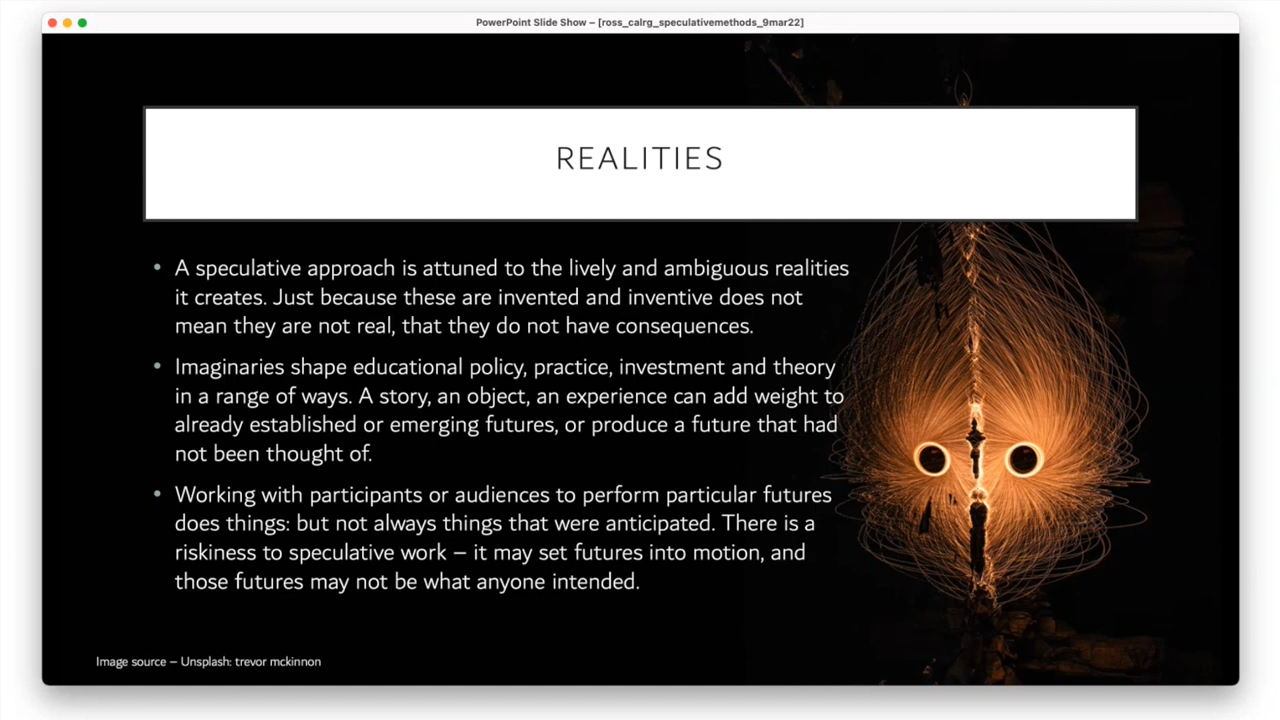 PowerPoint Slide Show – [ross_calrg_speculativemethods_9mar22]
REALITIES
• A speculative approach is attuned to the lively and ambiguous realities
it creates. Just because these are invented and inventive does not
mean they are not real, that they do not have consequences.
• Imaginaries shape educational policy, practice, investment and theory
in a range of ways. A story, an object, an experience can add weight to
already established or emerging futures, or produce a future that had
not been thought of.
• Working with participants or audiences to perform particular futures
does things: but not always things that were anticipated. There is a
riskiness to speculative work – it may set futures into motion, and
those futures may not be what anyone intended.
Image source – Unsplash: trevor mckinnon